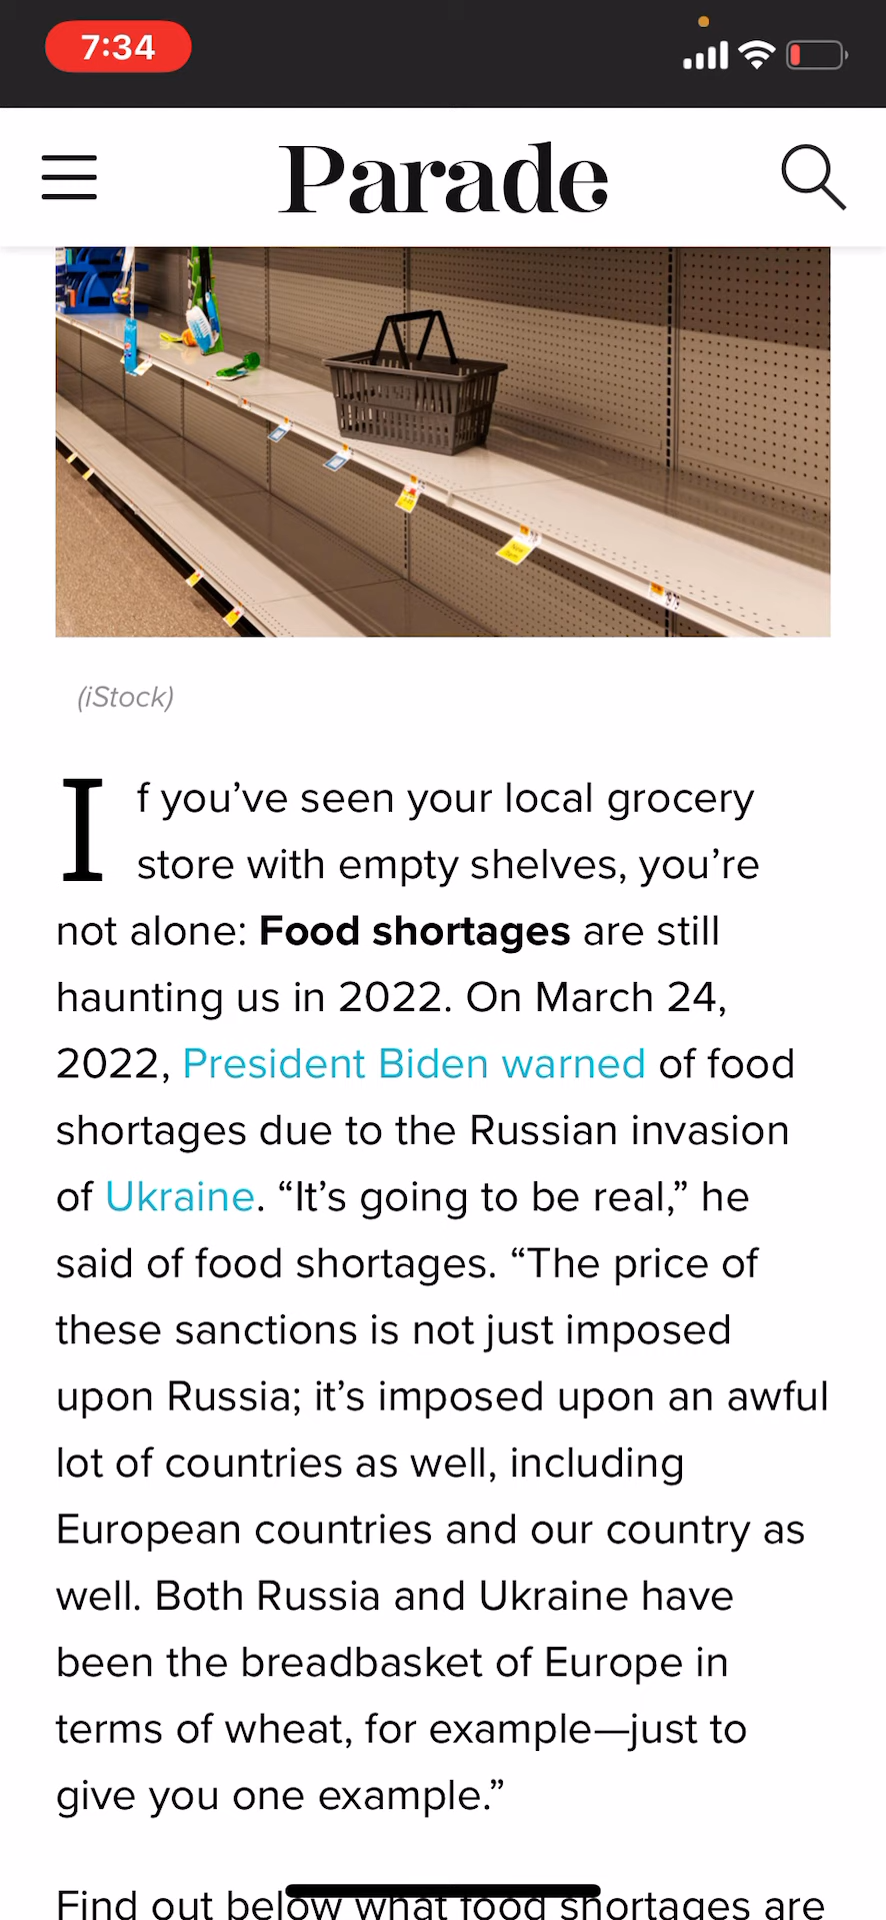 7:34
Parade
(iStock)
If you’ve seen your local grocery
store with empty shelves, you’re
not alone: Food shortages are still
haunting us in 2022. On March 24,
2022, President Biden warned of food
shortages due to the Russian invasion
of Ukraine. “It’s going to be real,” he
said of food shortages. “The price of
these sanctions is not just imposed
upon Russia; it’s imposed upon an awful
lot of countries as well, including
European countries and our country as
well. Both Russia and Ukraine have
been the breadbasket of Europe in
terms of wheat, for example—just to
give you one example.”
Find out below what food shortages are